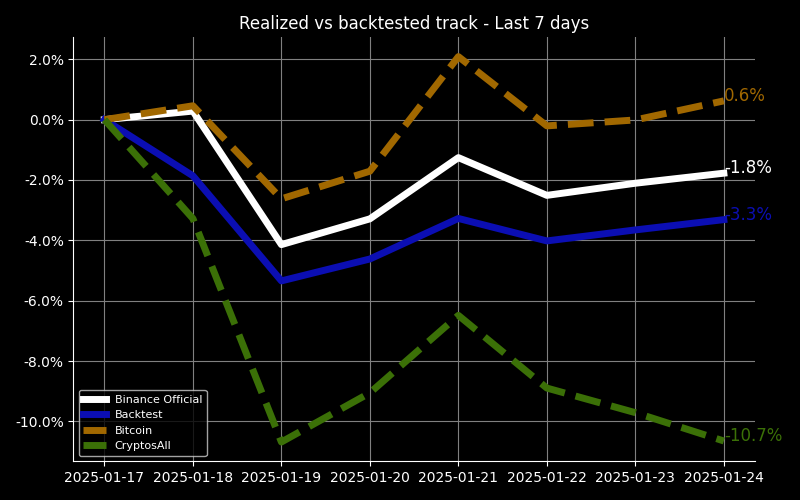 Realized vs backtested track - Last 7 days
2.0%
0.0%
-2.0%
-4.0%
-6.0%
-8.0%
-10.0%
0.6%
-1.8%
-3.3%
-10.7%
Binance Official
Backtest
Bitcoin
CryptosAll
2025-01-17 2025-01-18 2025-01-19 2025-01-20 2025-01-21 2025-01-22 2025-01-23 2025-01-24